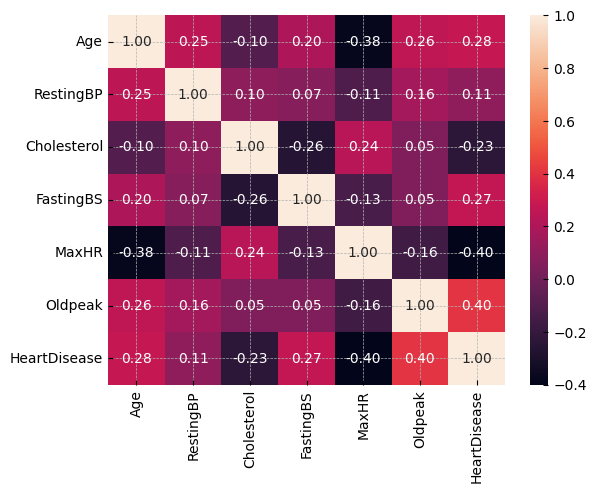 Age 1.00 0.25 -0.10 0.20 -0.38 0.26 0.28
RestingBP 0.25 1.00 0.10 0.07 -0.11 0.16 0.11
Cholesterol -0.10 0.10 1.00 -0.26 0.24 0.05 -0.23
FastingBS 0.20 0.07 -0.26 1.00 -0.13 0.05 0.27
MaxHR -0.38 -0.11 0.24 -0.13 1.00 -0.16 -0.40
Oldpeak 0.26 0.16 0.05 0.05 -0.16 1.00 0.40
HeartDisease 0.28 0.11 -0.23 0.27 -0.40 0.40 1.00
Age
RestingBP
Cholesterol
FastingBS
MaxHR
Oldpeak
HeartDisease
1.0
0.8
0.6
0.4
0.2
0.0
−0.2
−0.4